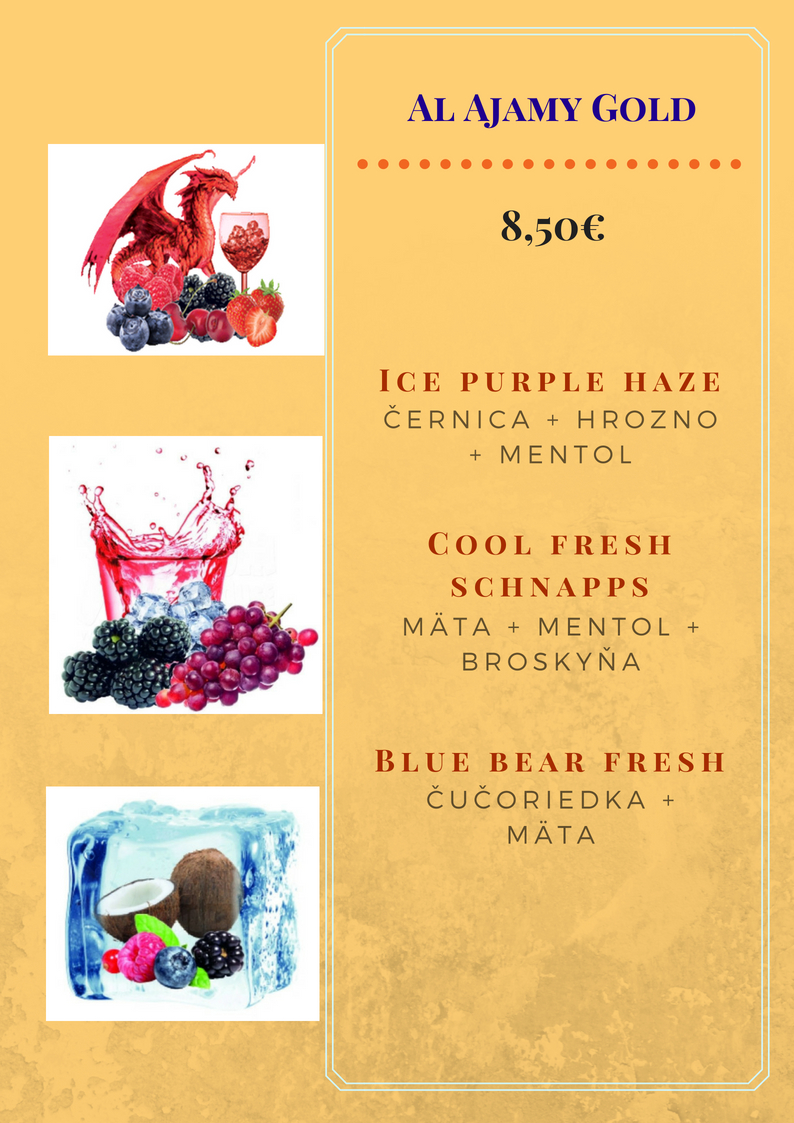 Al Ajamy Gold
8,50€
Ice purple haze
ČERNICA + HROZNO
+ MENTOL
Cool fresh
schnapps
MÄTA + MENTOL +
BROSKYŇA
Blue bear fresh
ČUČORIEDKA +
MÄTA